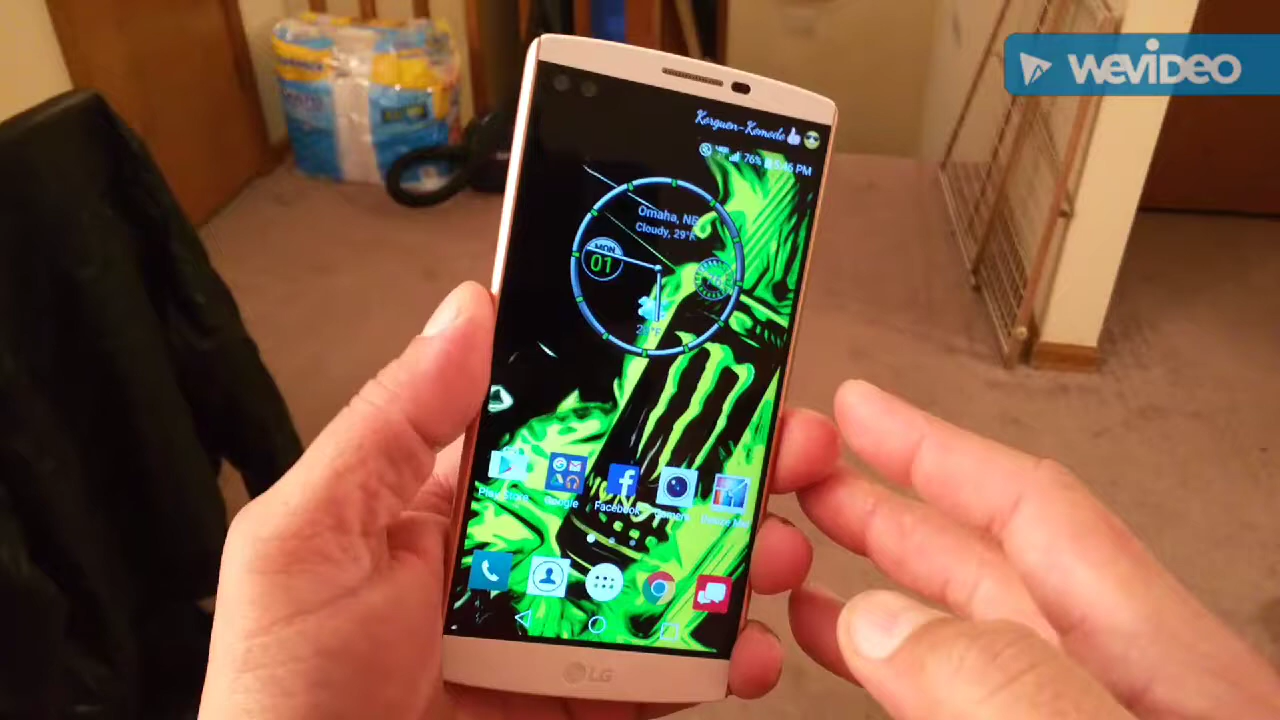 WEVIDEO
Korguen-Komodo
76% 5:46 PM
Omaha, NE
Cloudy, 29°F
MON
01
Play Store
Google
Facebook
Camera
LG